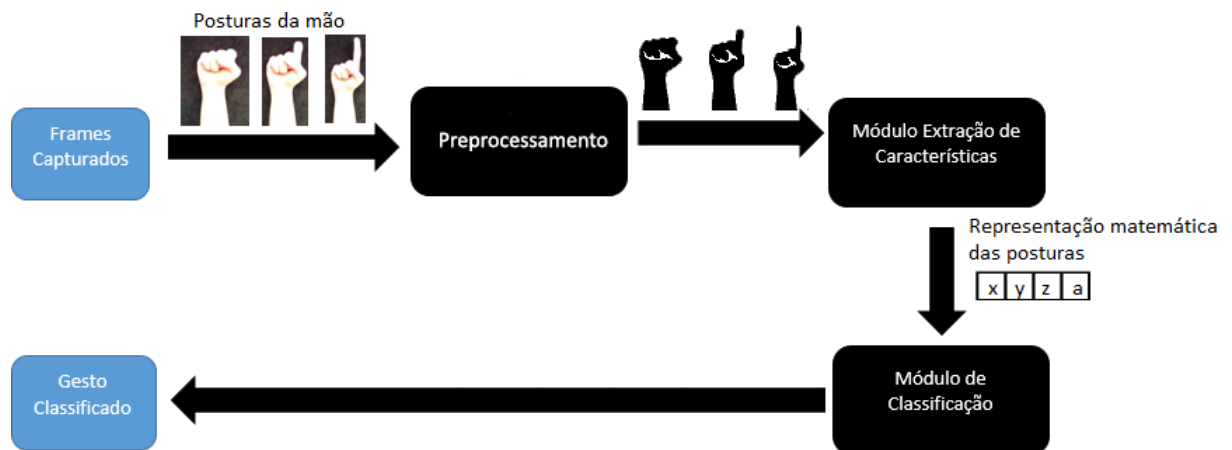 Posturas da mão
Frames
Capturados
Preprocessamento
Módulo Extração de
Características
Representação matemática
das posturas
x y z a
Módulo de
Classificação
Gesto
Classificado